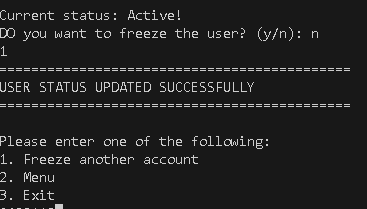 Current status: Active!
DO you want to freeze the user? (y/n): n
1
============================================
USER STATUS UPDATED SUCCESSFULLY
============================================
Please enter one of the following:
1. Freeze another account
2. Menu
3. Exit